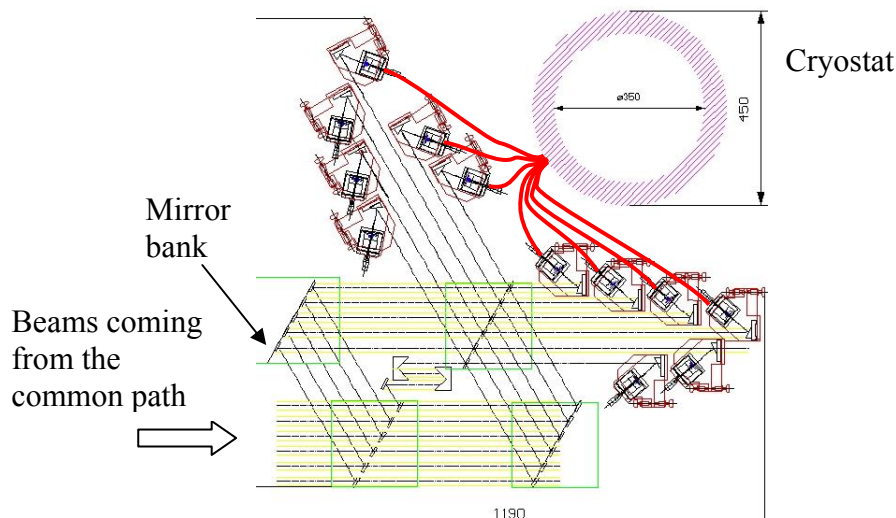 Cryostat
ø350
450
Mirror
bank
Beams coming
from the
common path
1190